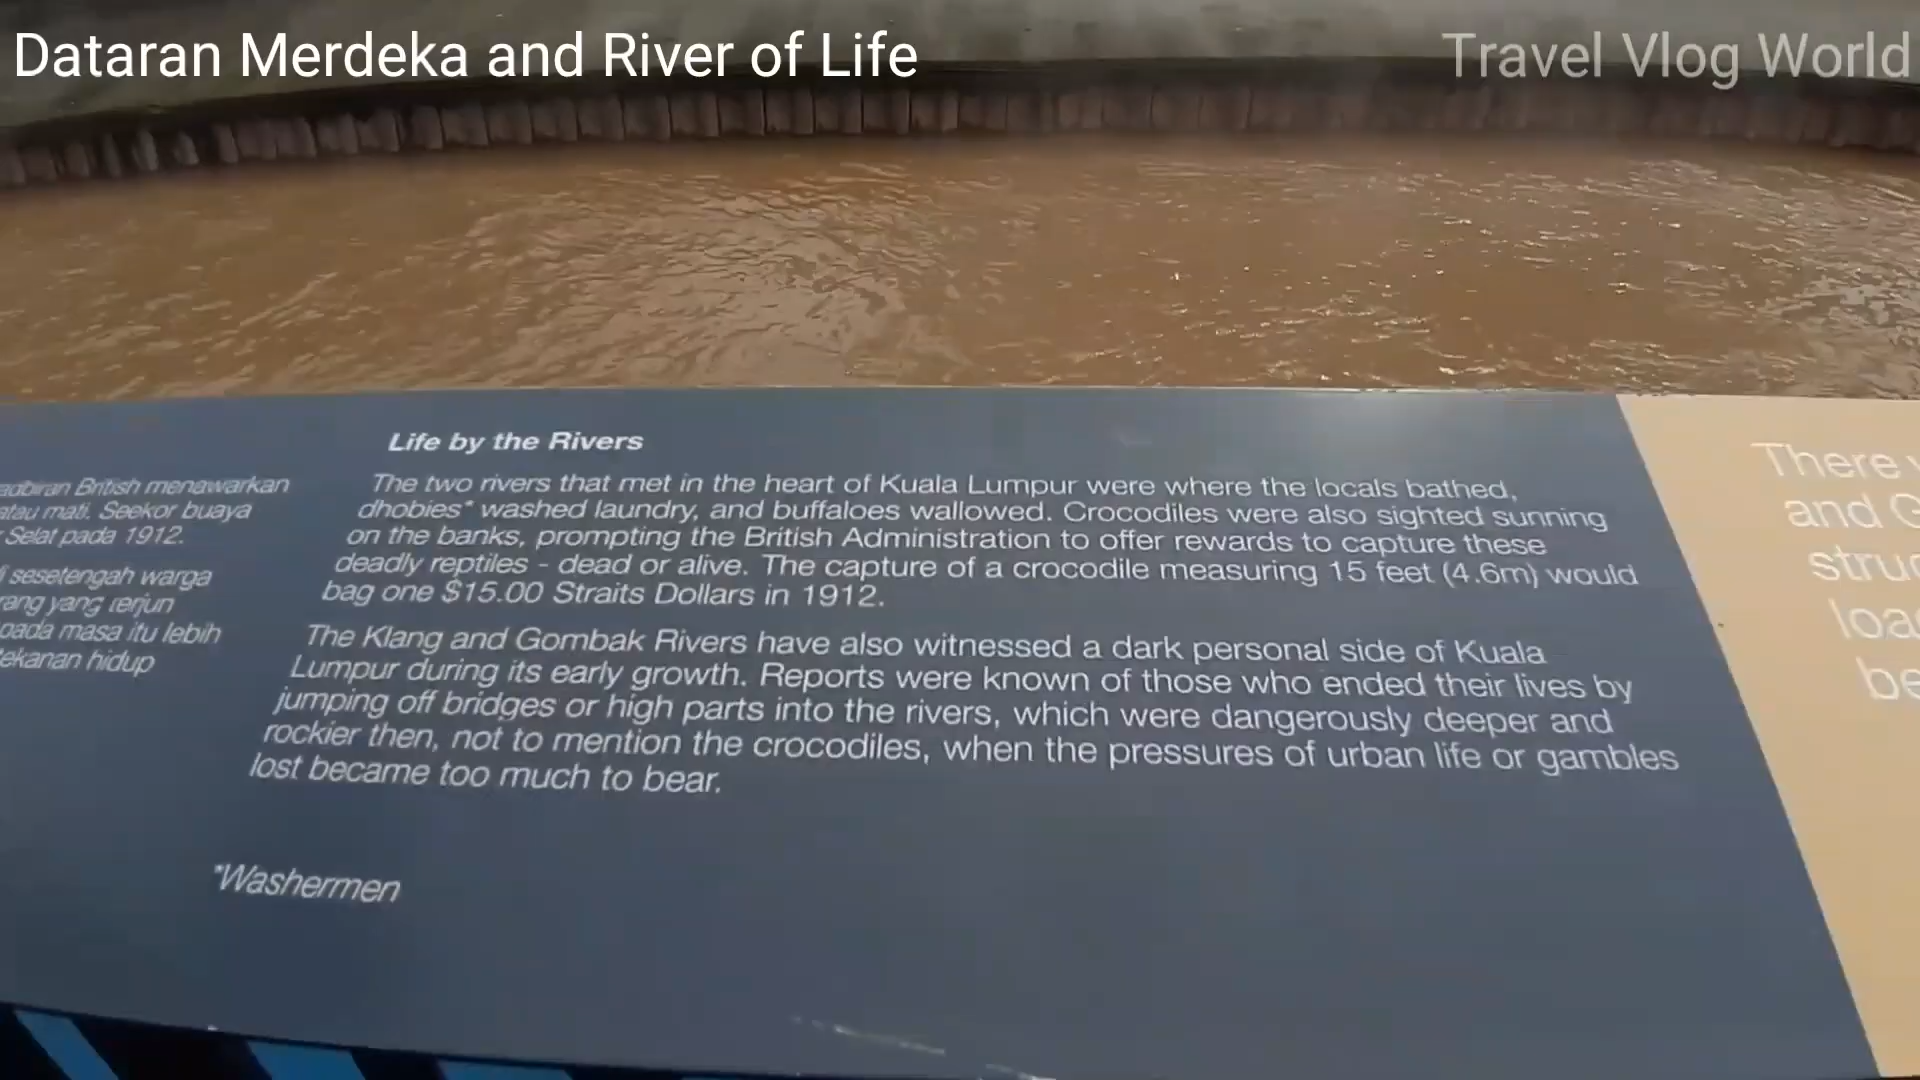 Dataran Merdeka and River of Life
Travel Vlog World
British menawarkan
atau mati. Seekor buaya
Selat pada 1912.
sesetengah warga
yang terjun
pada masa itu lebih
hidup
Life by the Rivers
The two rivers that met in the heart of Kuala Lumpur were where the locals bathed,
dhobies* washed laundry, and buffaloes wallowed. Crocodiles were also sighted sunning
on the banks, prompting the British Administration to offer rewards to capture these
deadly reptiles - dead or alive. The capture of a crocodile measuring 15 feet (4.6m) would
bag one $15.00 Straits Dollars in 1912.
The Klang and Gombak Rivers have also witnessed a dark personal side of Kuala
Lumpur during its early growth. Reports were known of those who ended their lives by
jumping off bridges or high parts into the rivers, which were dangerously deeper and
rockier then, not to mention the crocodiles, when the pressures of urban life or gambles
lost became too much to bear.
*Washermen
There
and